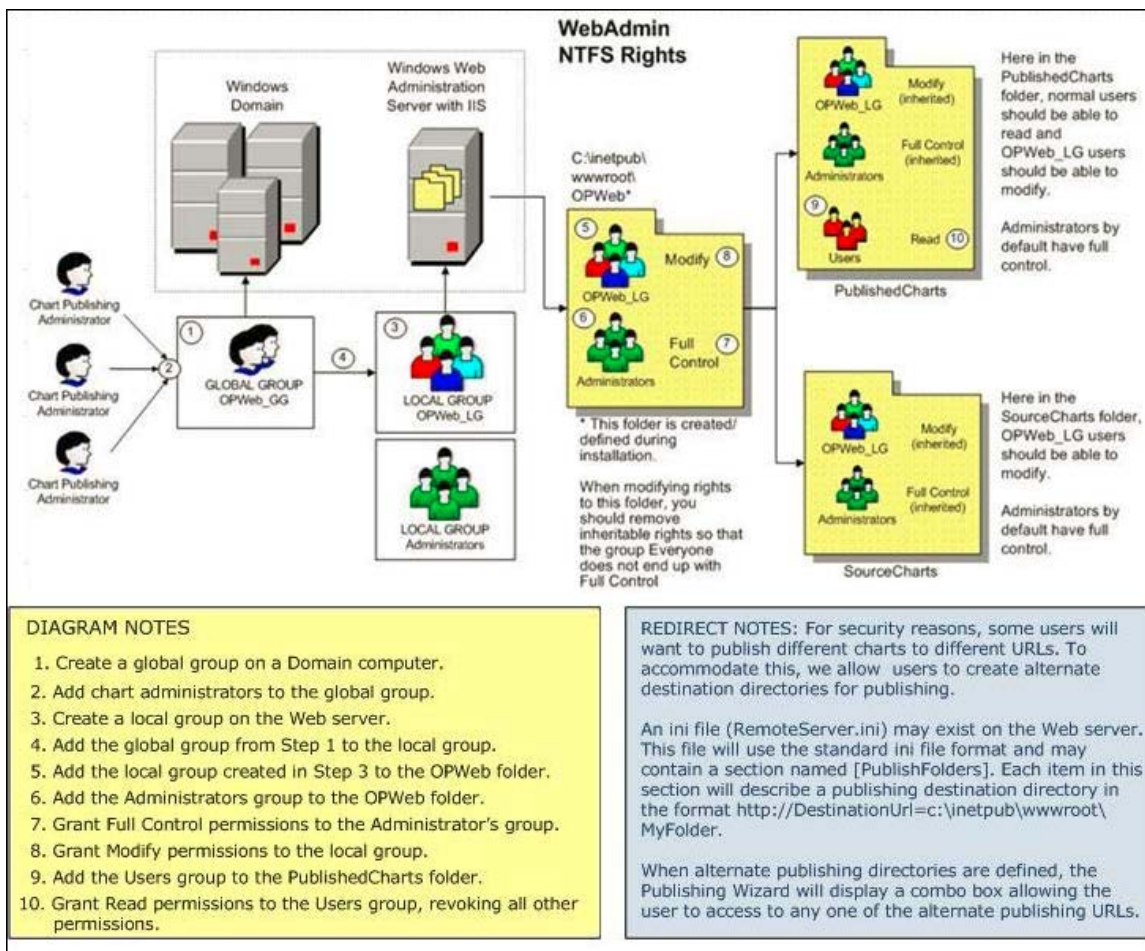 WebAdmin
NTFS Rights
Windows
Domain
Windows Web
Administration
Server with IIS
Chart Publishing
Administrator
Chart Publishing
Administrator
Chart Publishing
Administrator
1
2
GLOBAL GROUP
OPWeb_GG
4
3
LOCAL GROUP
OPWeb_LG
LOCAL GROUP
Administrators
C:\inetpub\
wwwroot\
OPWeb*
5
OPWeb_LG
Modify
8
6
Administrators
Full
Control
7
* This folder is created/
defined during
installation.
When modifying rights
to this folder, you
should remove
inheritable rights so that
the group Everyone
does not end up with
Full Control
OPWeb_LG
Modify
(inherited)
Administrators
Full Control
(inherited)
9
Users
Read
10
PublishedCharts
Here in the
PublishedCharts
folder, normal users
should be able to
read and
OPWeb_LG users
should be able to
modify.
Administrators by
default have full
control.
OPWeb_LG
Modify
(inherited)
Administrators
Full Control
(inherited)
SourceCharts
Here in the
SourceCharts folder,
OPWeb_LG users
should be able to
modify.
Administrators by
default have full
control.
DIAGRAM NOTES
1. Create a global group on a Domain computer.
2. Add chart administrators to the global group.
3. Create a local group on the Web server.
4. Add the global group from Step 1 to the local group.
5. Add the local group created in Step 3 to the OPWeb folder.
6. Add the Administrators group to the OPWeb folder.
7. Grant Full Control permissions to the Administrator's group.
8. Grant Modify permissions to the local group.
9. Add the Users group to the PublishedCharts folder.
10. Grant Read permissions to the Users group, revoking all other
permissions.
REDIRECT NOTES: For security reasons, some users will
want to publish different charts to different URLs. To
accommodate this, we allow users to create alternate
destination directories for publishing.
An ini file (RemoteServer.ini) may exist on the Web server.
This file will use the standard ini file format and may
contain a section named [PublishFolders]. Each item in this
section will describe a publishing destination directory in
the format http://DestinationUrl=c:\inetpub\wwwroot\
MyFolder.
When alternate publishing directories are defined, the
Publishing Wizard will display a combo box allowing the
user to access to any one of the alternate publishing URLs.